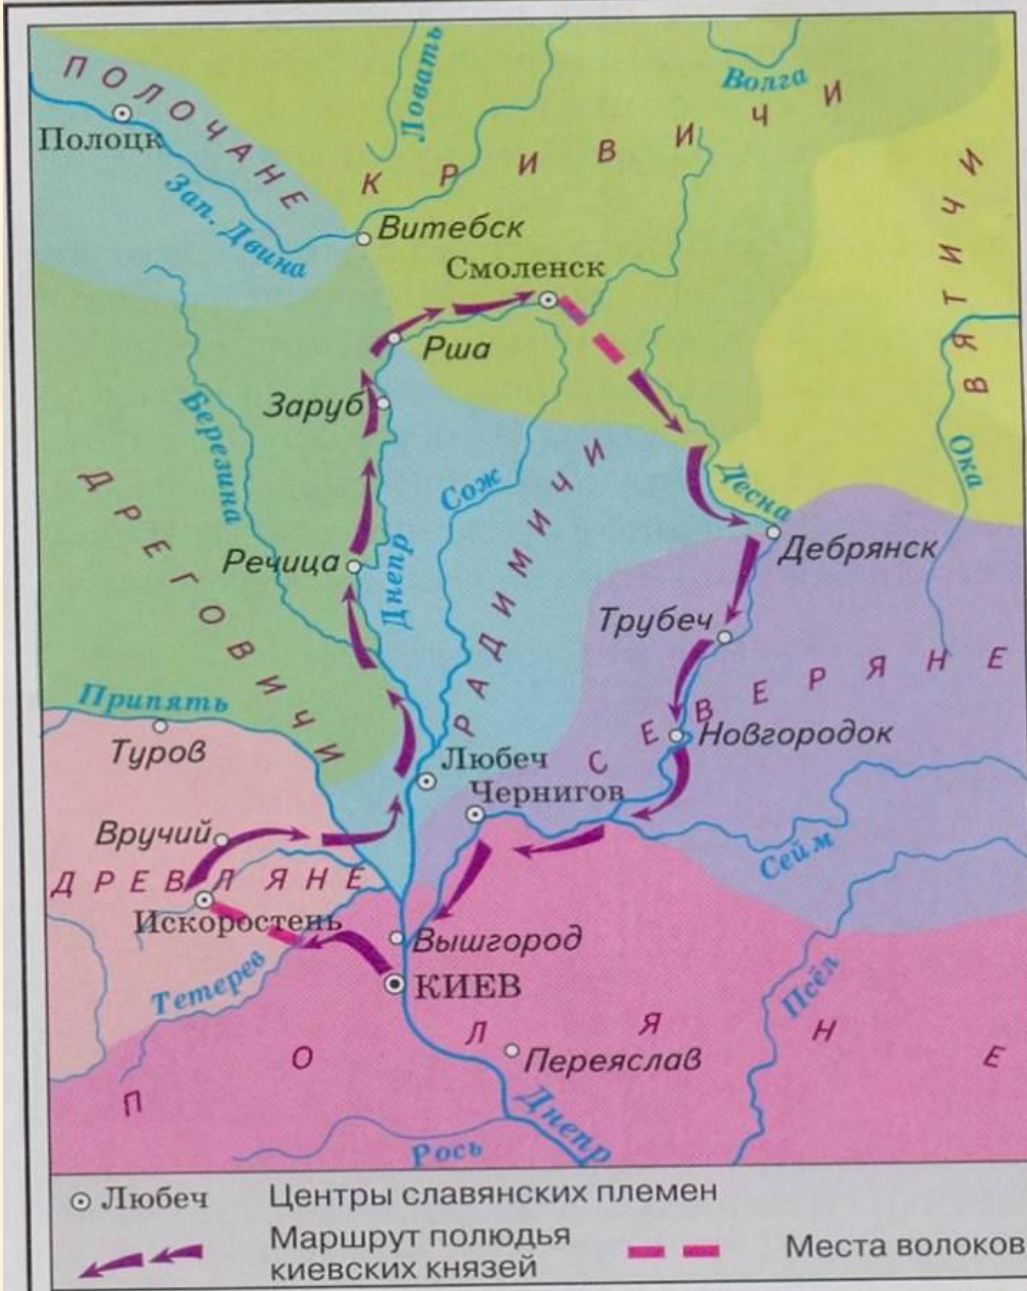 ПОЛОЧАНЕ
Ловать
Волга
Полоцк
КРИВИЧИ
ВЯТИЧИ
Зап. Двина
Витебск
Смоленск
Рша
Заруб
Березина
ДРЕГОВИЧИ
Сож
РАДИМИЧИ
Десна
Ока
Речица
Днепр
Дебрянск
Трубеч
СЕВЕРЯНЕ
Припять
Туров
Новгородок
Любеч
Чернигов
Вручий
Сейм
ДРЕВЛЯНЕ
Искоростень
Вышгород
Тетерев
КИЕВ
Псёл
ПОЛЯНЕ
Переяслав
Днепр
Рось
Любеч Центры славянских племен
Маршрут полюдья
киевских князей
Места волоков